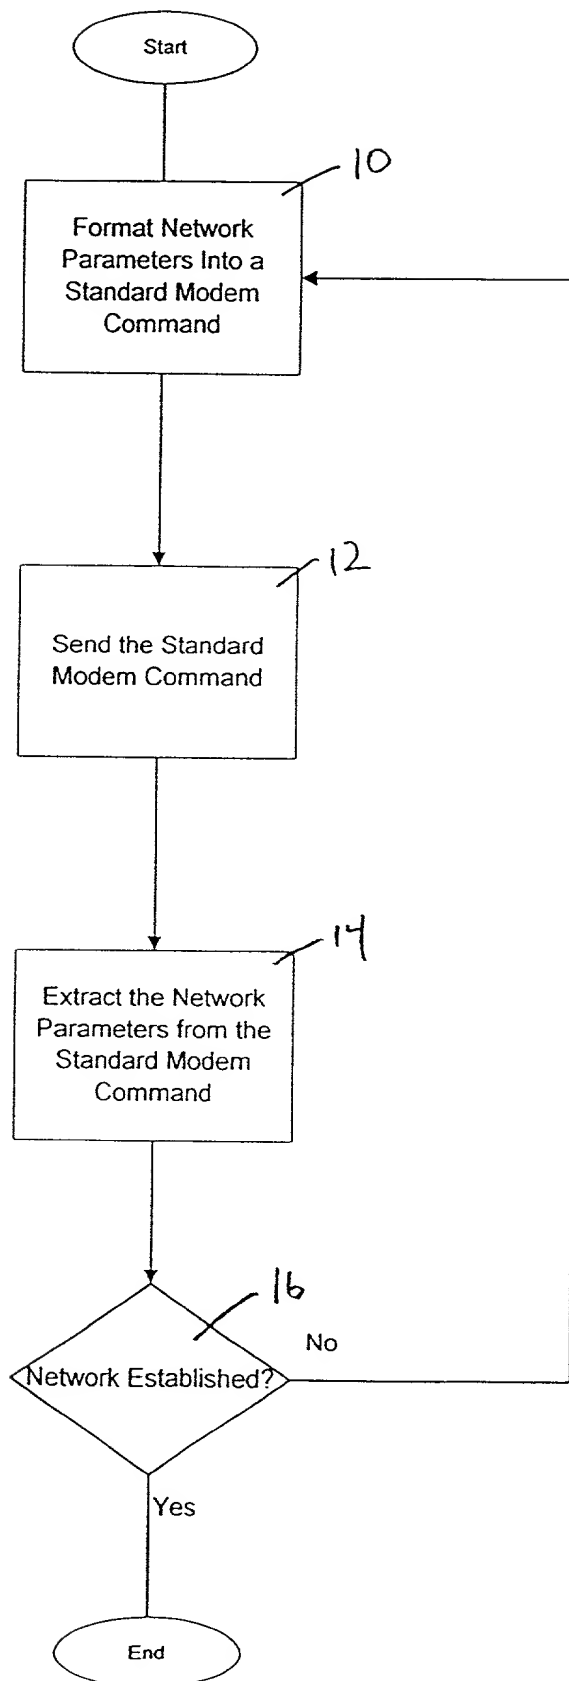 Start
10
Format Network
Parameters Into a
Standard Modem
Command
12
Send the Standard
Modem Command
14
Extract the Network
Parameters from the
Standard Modem
Command
16
No
Network Established?
Yes
End